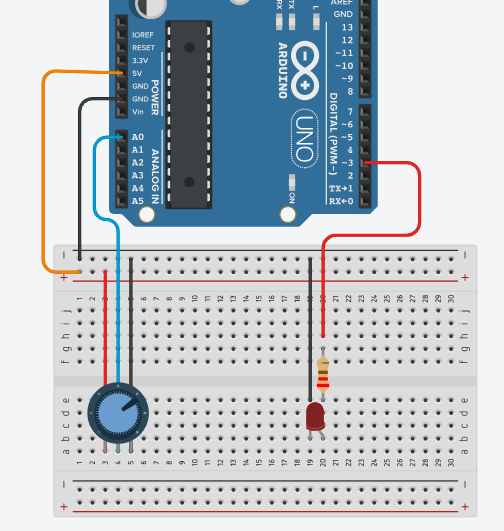 RX
TX
L
AREF
GND
13
12
~11
~10
~9
8
IOREF
RESET
3.3V
5V
GND
GND
Vin
POWER
ARDUINO
UNO
DIGITAL (PWM~)
7
~6
~5
4
~3
2
TX→1
RX←0
A0
A1
A2
A3
A4
A5
ANALOG IN
ON
- -
+ +
1 2 3 4 5 6 7 8 9 10 11 12 13 14 15 16 17 18 19 20 21 22 23 24 25 26 27 28 29 30
j j
i i
h h
g g
f f
e e
d d
c c
b b
a a
1 2 3 4 5 6 7 8 9 10 11 12 13 14 15 16 17 18 19 20 21 22 23 24 25 26 27 28 29 30
- -
+ +